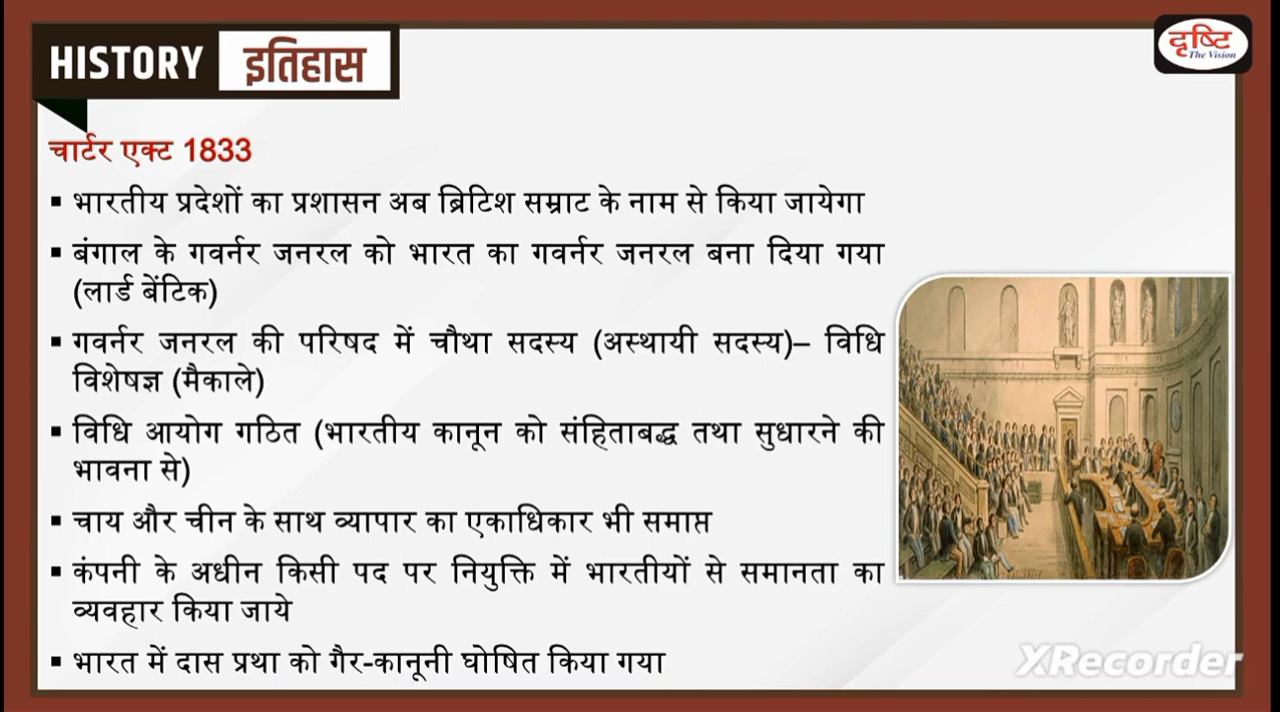 HISTORY इतिहास
दृष्टि
The Vision
चार्टर एक्ट 1833
▪ भारतीय प्रदेशों का प्रशासन अब ब्रिटिश सम्राट के नाम से किया जायेगा
▪ बंगाल के गवर्नर जनरल को भारत का गवर्नर जनरल बना दिया गया
(लार्ड बेंटिक)
▪ गवर्नर जनरल की परिषद में चौथा सदस्य (अस्थायी सदस्य)– विधि
विशेषज्ञ (मैकाले)
▪ विधि आयोग गठित (भारतीय कानून को संहिताबद्ध तथा सुधारने की
भावना से)
▪ चाय और चीन के साथ व्यापार का एकाधिकार भी समाप्त
▪ कंपनी के अधीन किसी पद पर नियुक्ति में भारतीयों से समानता का
व्यवहार किया जाये
▪ भारत में दास प्रथा को गैर-कानूनी घोषित किया गया
XRecorder